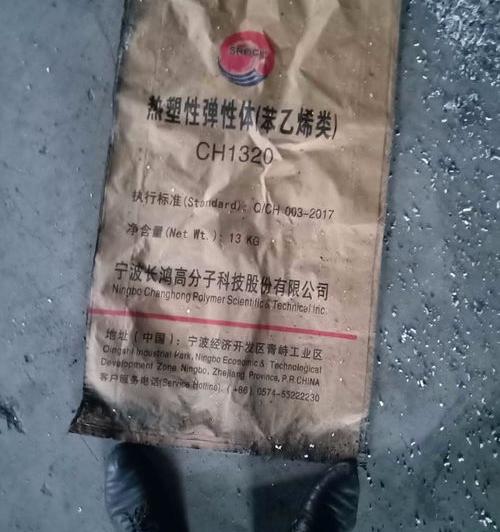 热塑性弹性体(苯乙烯类)
CH1320
执行标准(Standard): Q/CH 003-2017
净含量(Net Wt.): 13 KG
宁波长鸿高分子科技股份有限公司
Ningbo Changhong Polymer Scientific & Technical Inc.
地址(中国): 宁波经济开发区青峙工业区
Qingshi Industrial Park, Ningbo Economic & Technological
Development Zone, Ningbo, Zhejiang Province, P.R.CHINA
客户服务电话(Service Hotline): (+86) 0574-55222230